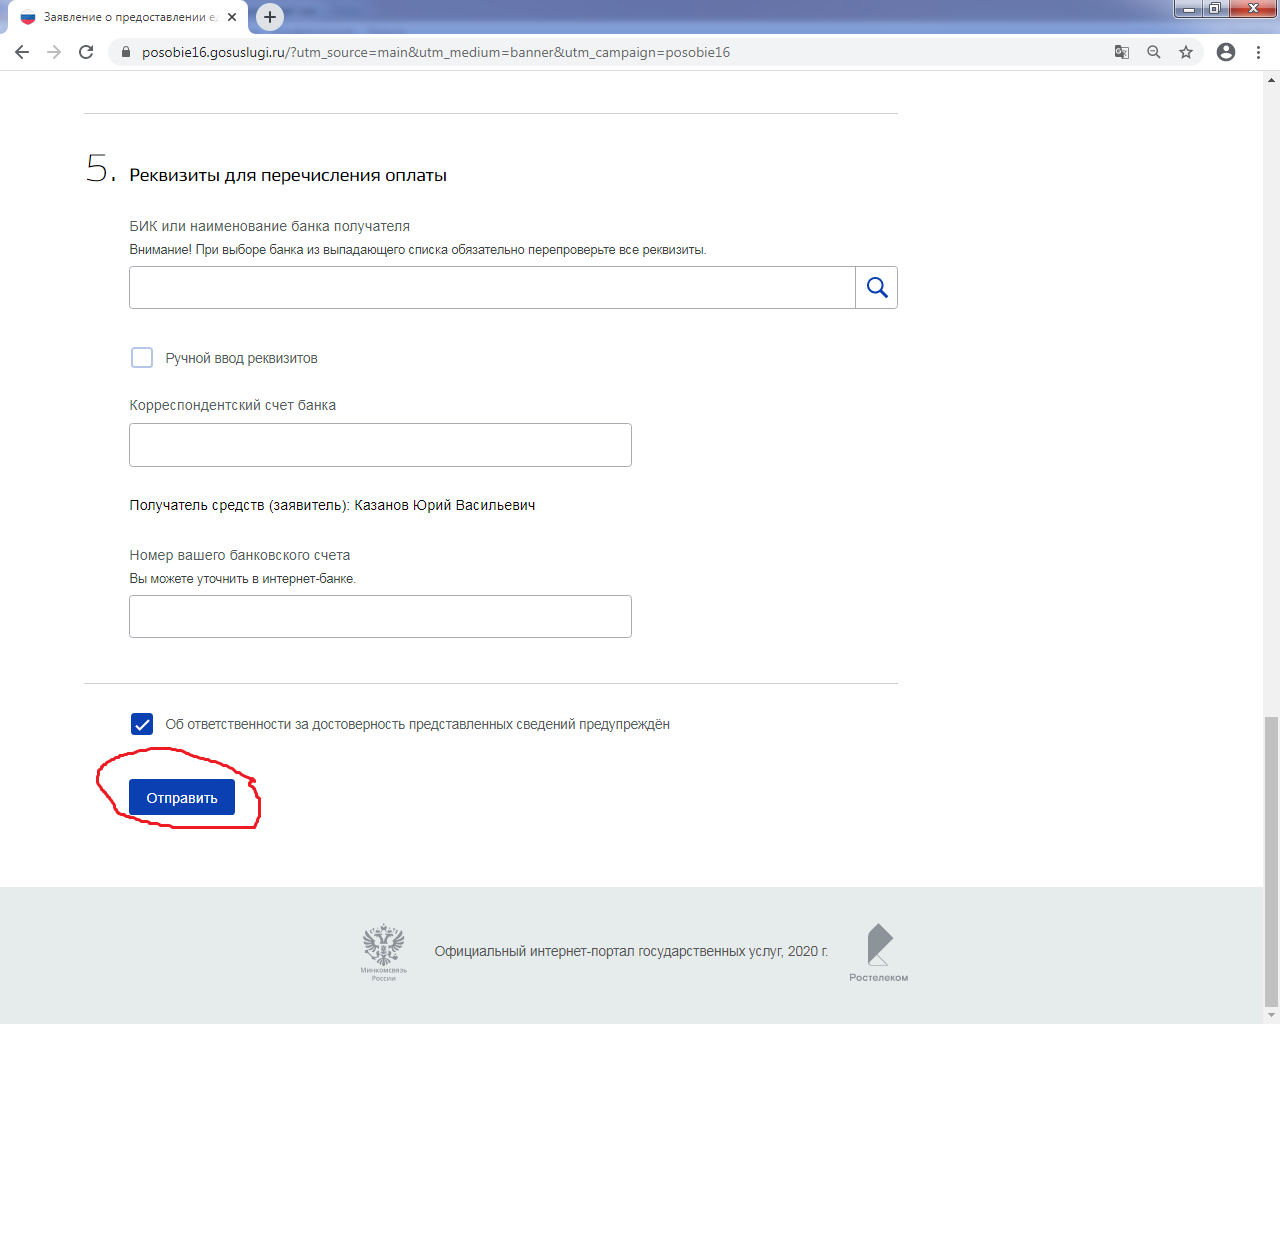 Заявление о предоставлении е
posobie16.gosuslugi.ru/?utm_source=main&utm_medium=banner&utm_campaign=posobie16
5. Реквизиты для перечисления оплаты
БИК или наименование банка получателя
Внимание! При выборе банка из выпадающего списка обязательно перепроверьте все реквизиты.
Ручной ввод реквизитов
Корреспондентский счет банка
Получатель средств (заявитель): Казанов Юрий Васильевич
Номер вашего банковского счета
Вы можете уточнить в интернет-банке.
Об ответственности за достоверность представленных сведений предупреждён
Отправить
Минкомсвязь
России
Официальный интернет-портал государственных услуг, 2020 г.
Ростелеком